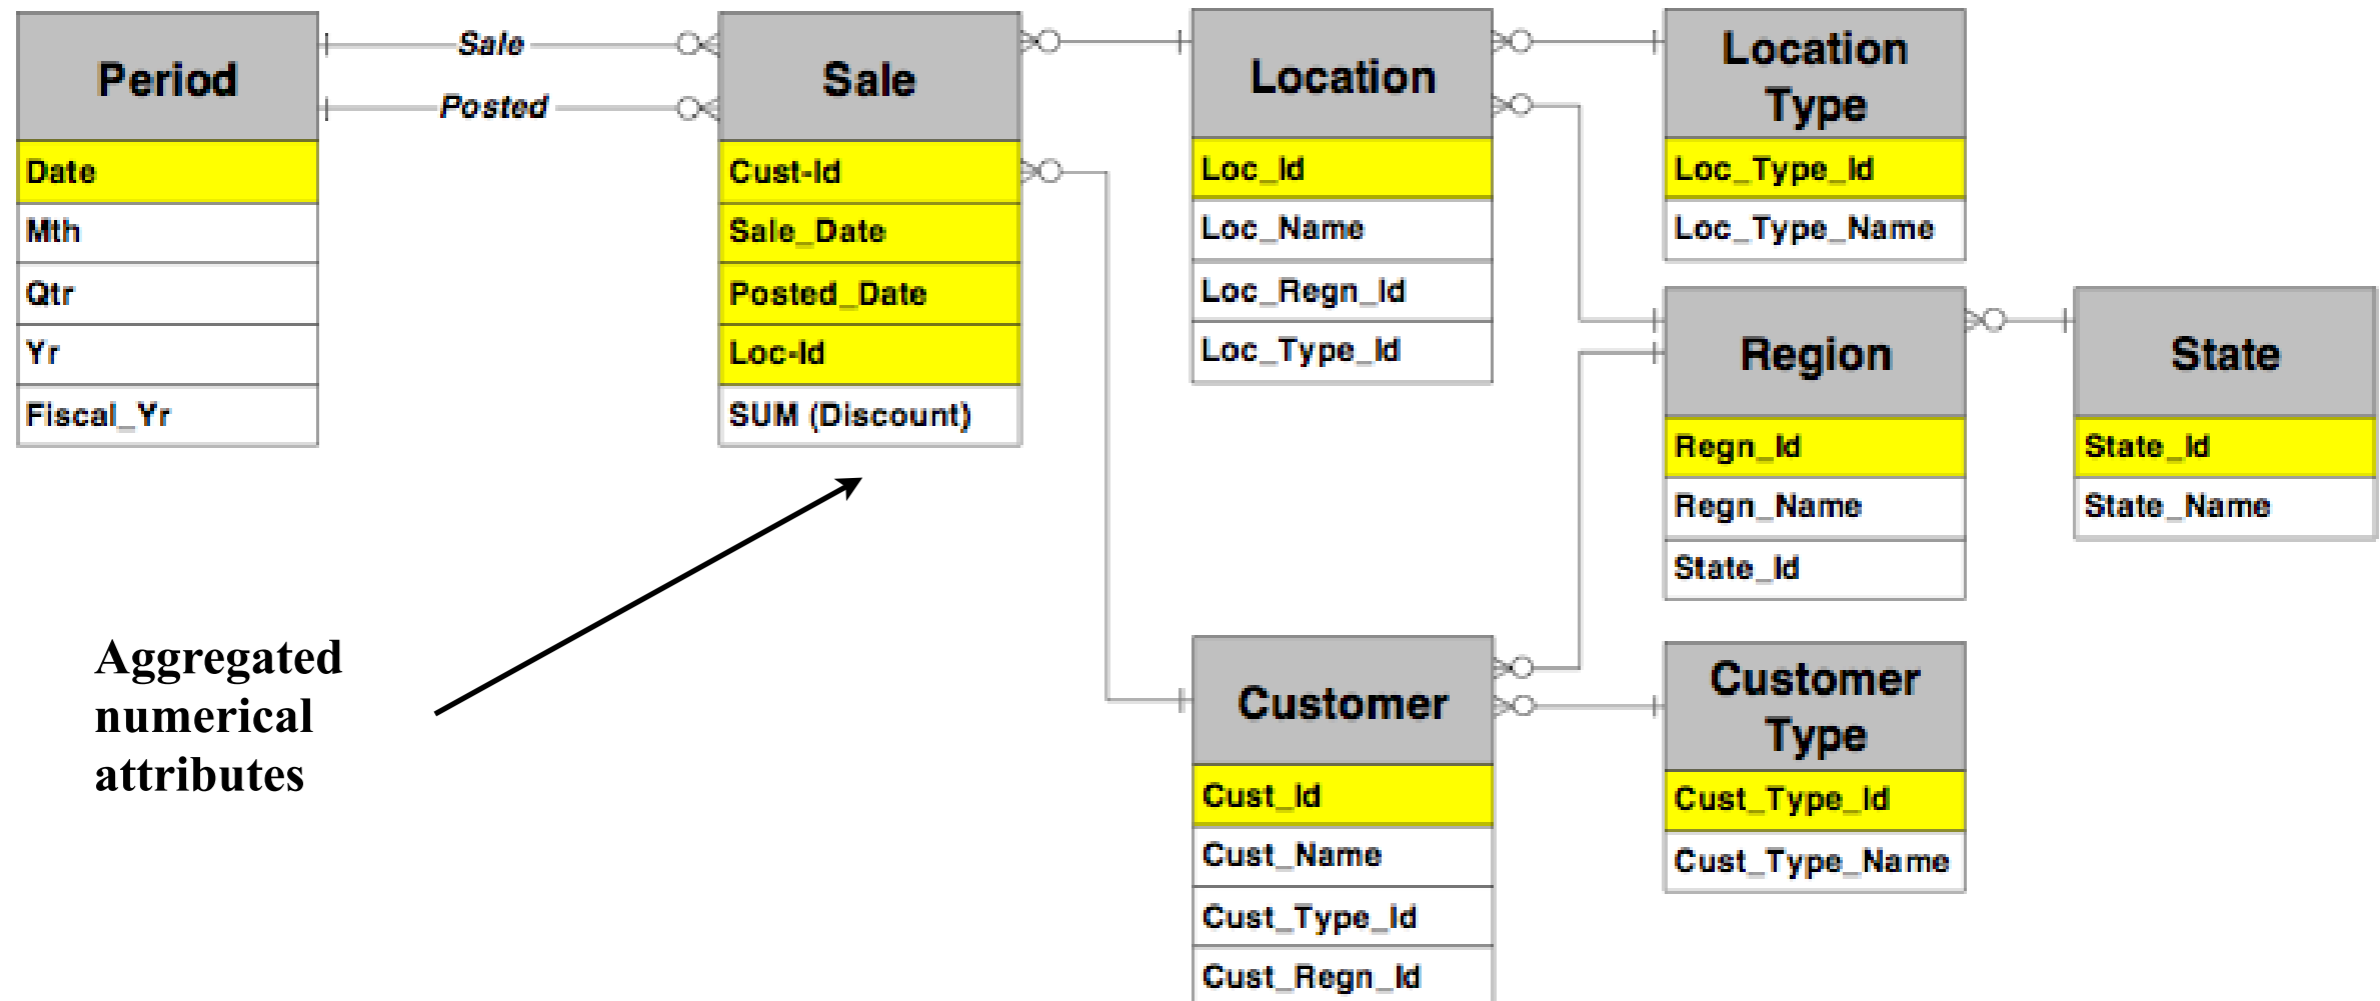 Period
Date
Mth
Qtr
Yr
Fiscal_Yr
Sale
Posted
Sale
Cust-Id
Sale_Date
Posted_Date
Loc-Id
SUM (Discount)
Location
Loc_Id
Loc_Name
Loc_Regn_Id
Loc_Type_Id
Location
Type
Loc_Type_Id
Loc_Type_Name
Region
Regn_Id
Regn_Name
State_Id
State
State_Id
State_Name
Aggregated
numerical
attributes
Customer
Cust_Id
Cust_Name
Cust_Type_Id
Cust_Regn_Id
Customer
Type
Cust_Type_Id
Cust_Type_Name